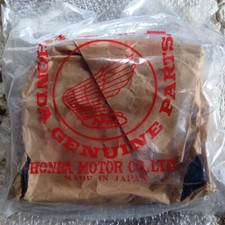 HONDA GENUINE PARTS
HONDA MOTOR CO., LTD.
MADE IN JAPAN